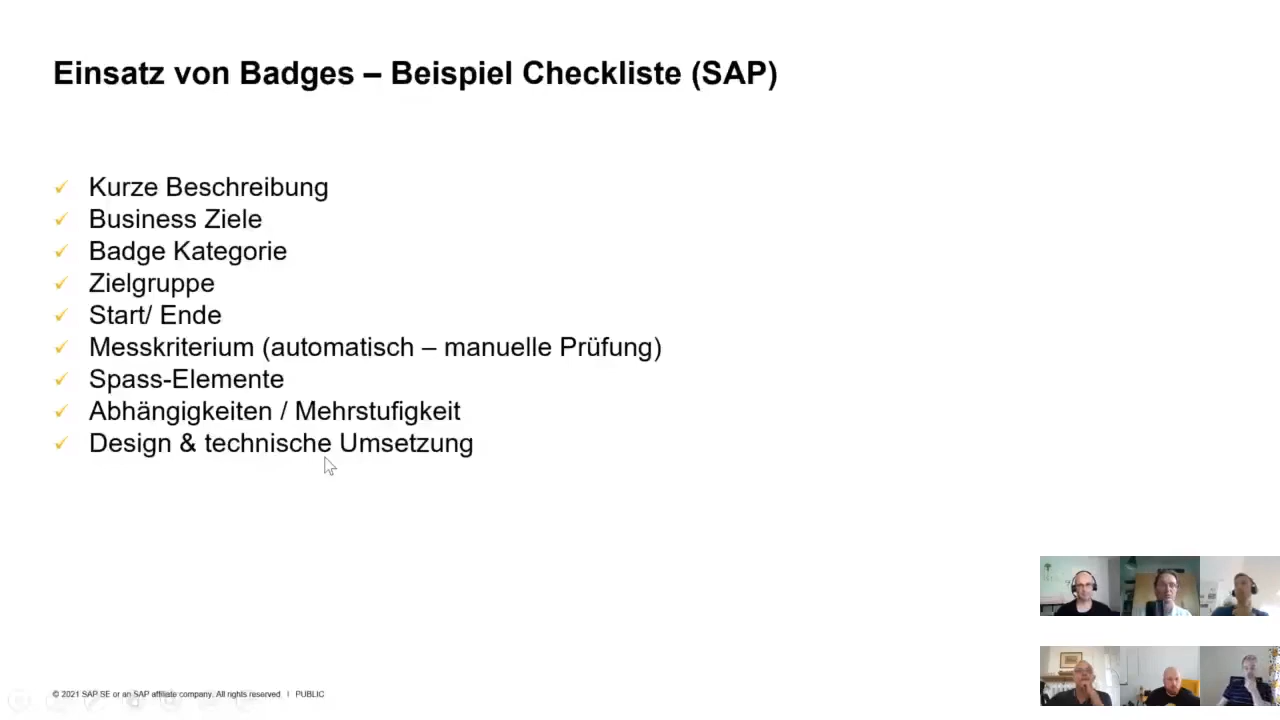 Einsatz von Badges – Beispiel Checkliste (SAP)
Kurze Beschreibung
Business Ziele
Badge Kategorie
Zielgruppe
Start/ Ende
Messkriterium (automatisch – manuelle Prüfung)
Spass-Elemente
Abhängigkeiten / Mehrstufigkeit
Design & technische Umsetzung
© 2021 SAP SE or an SAP affiliate company. All rights reserved | PUBLIC